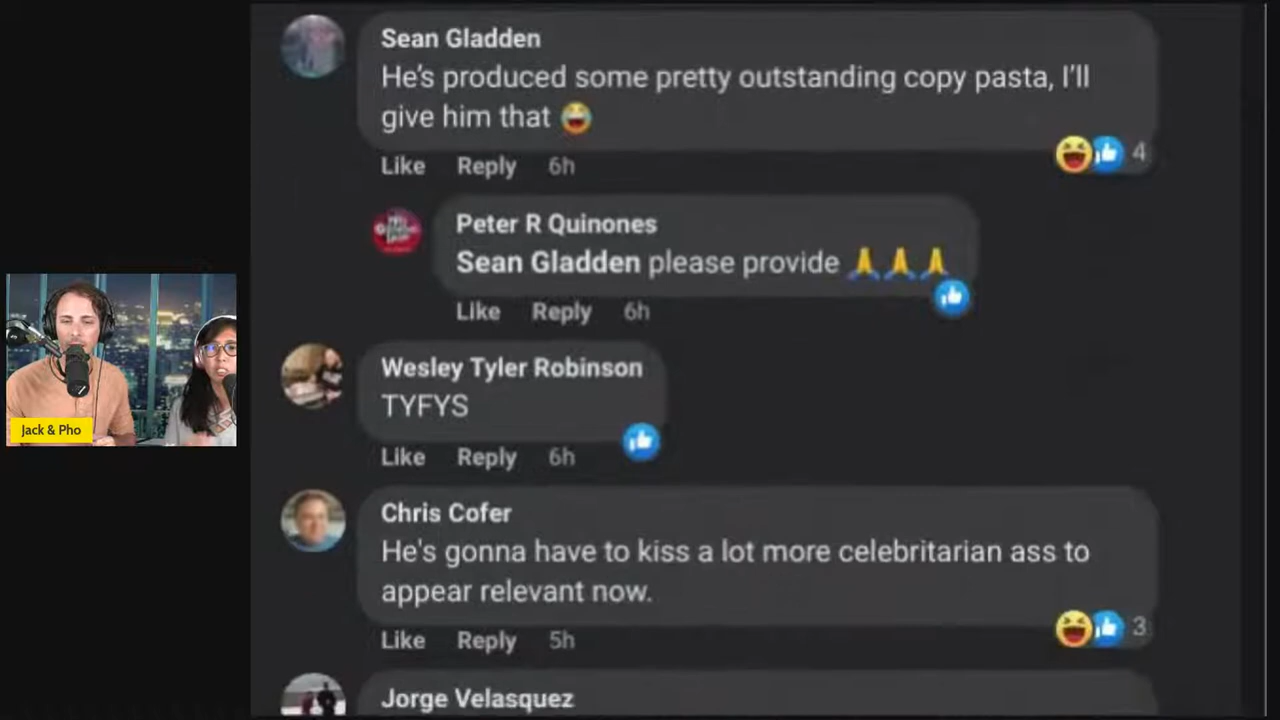 Sean Gladden
He's produced some pretty outstanding copy pasta, I'll
give him that 😂
Like Reply 6h
4
Peter R Quinones
Sean Gladden please provide 🙏🙏🙏
Like Reply 6h
Wesley Tyler Robinson
TYFYS
Like Reply 6h
Jack & Pho
Chris Cofer
He's gonna have to kiss a lot more celebritarian ass to
appear relevant now.
Like Reply 5h
3
Jorge Velasquez